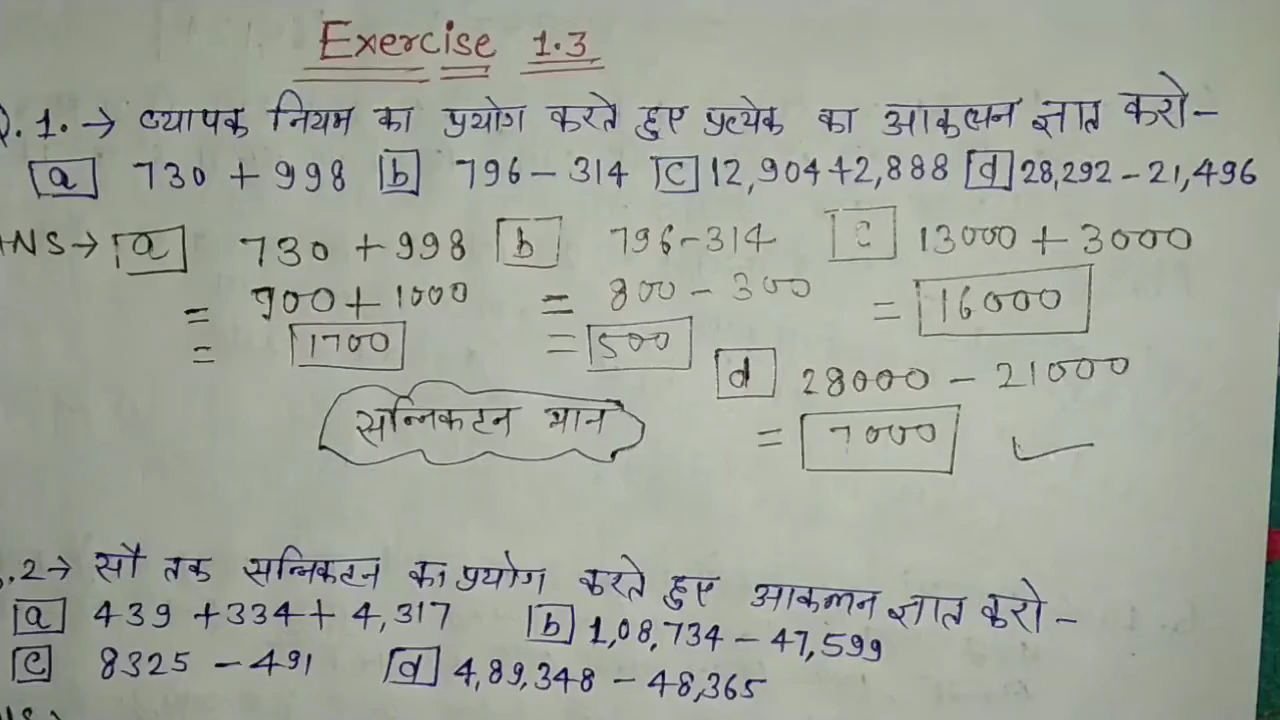 Exercise 1.3
Q.1.→ व्यापक नियम का प्रयोग करते हुए प्रत्येक का आकलन ज्ञात करो-
[a] 730 + 998 [b] 796 - 314 [c] 12,904+2,888 [d] 28,292 - 21,496
ANS→ [a] 730 + 998 [b] 796-314 [c] 13000 + 3000
= 700 + 1000 = 800 - 300 = 16000
= 1700 = 500
[d] 28000 - 21000
सन्निकटन मान = 7000
.2→ सौ तक सन्निकटन का प्रयोग करते हुए आकलन ज्ञात करो-
[a] 439 +334+ 4,317 [b] 1,08,734 - 47,599
[c] 8325 - 491 [d] 4,89,348 - 48,365